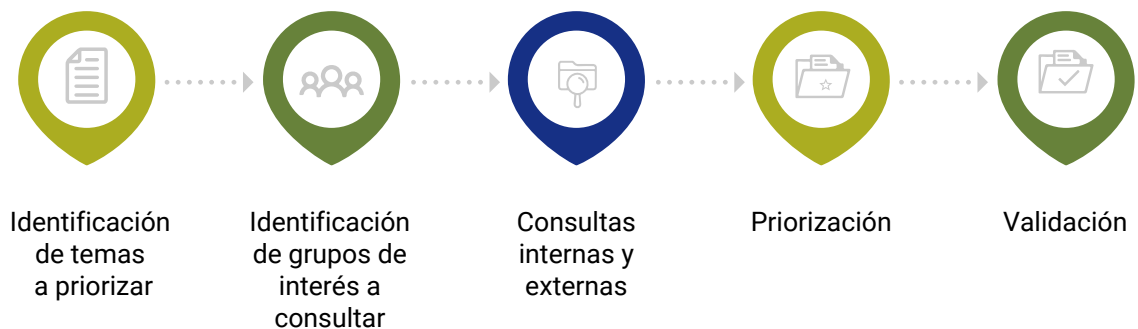 Identificación
de temas
a priorizar
Identificación
de grupos de
interés a
consultar
Consultas
internas y
externas
Priorización
Validación